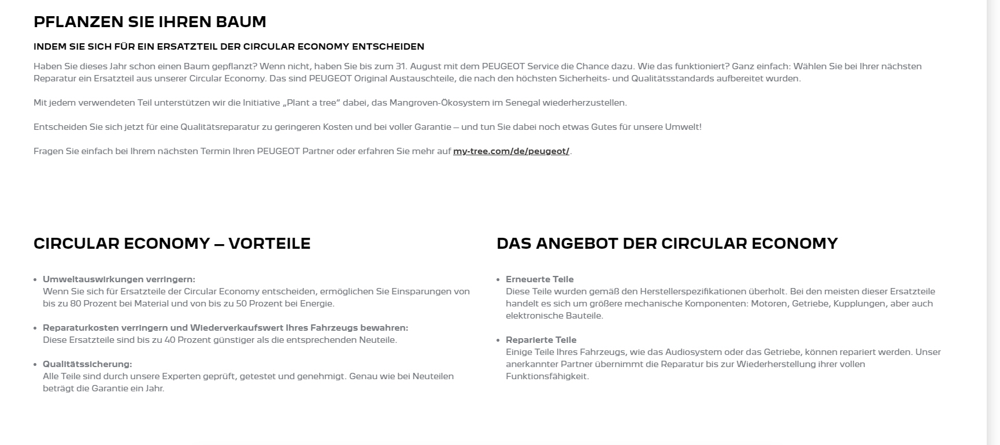 PFLANZEN SIE IHREN BAUM
INDEM SIE SICH FÜR EIN ERSATZTEIL DER CIRCULAR ECONOMY ENTSCHEIDEN
Haben Sie dieses Jahr schon einen Baum gepflanzt? Wenn nicht, haben Sie bis zum 31. August mit dem PEUGEOT Service die Chance dazu. Wie das funktioniert? Ganz einfach: Wählen Sie bei Ihrer nächsten
Reparatur ein Ersatzteil aus unserer Circular Economy. Das sind PEUGEOT Original Austauschteile, die nach den höchsten Sicherheits- und Qualitätsstandards aufbereitet wurden.
Mit jedem verwendeten Teil unterstützen wir die Initiative „Plant a tree“ dabei, das Mangroven-Ökosystem im Senegal wiederherzustellen.
Entscheiden Sie sich jetzt für eine Qualitätsreparatur zu geringeren Kosten und bei voller Garantie – und tun Sie dabei noch etwas Gutes für unsere Umwelt!
Fragen Sie einfach bei Ihrem nächsten Termin Ihren PEUGEOT Partner oder erfahren Sie mehr auf my-tree.com/de/peugeot/.
CIRCULAR ECONOMY – VORTEILE
• Umweltauswirkungen verringern:
Wenn Sie sich für Ersatzteile der Circular Economy entscheiden, ermöglichen Sie Einsparungen von
bis zu 80 Prozent bei Material und von bis zu 50 Prozent bei Energie.
• Reparaturkosten verringern und Wiederverkaufswert Ihres Fahrzeugs bewahren:
Diese Ersatzteile sind bis zu 40 Prozent günstiger als die entsprechenden Neuteile.
• Qualitätssicherung:
Alle Teile sind durch unsere Experten geprüft, getestet und genehmigt. Genau wie bei Neuteilen
beträgt die Garantie ein Jahr.
DAS ANGEBOT DER CIRCULAR ECONOMY
• Erneuerte Teile
Diese Teile wurden gemäß den Herstellerspezifikationen überholt. Bei den meisten dieser Ersatzteile
handelt es sich um größere mechanische Komponenten: Motoren, Getriebe, Kupplungen, aber auch
elektronische Bauteile.
• Reparierte Teile
Einige Teile Ihres Fahrzeugs, wie das Audiosystem oder das Getriebe, können repariert werden. Unser
anerkannter Partner übernimmt die Reparatur bis zur Wiederherstellung ihrer vollen
Funktionsfähigkeit.